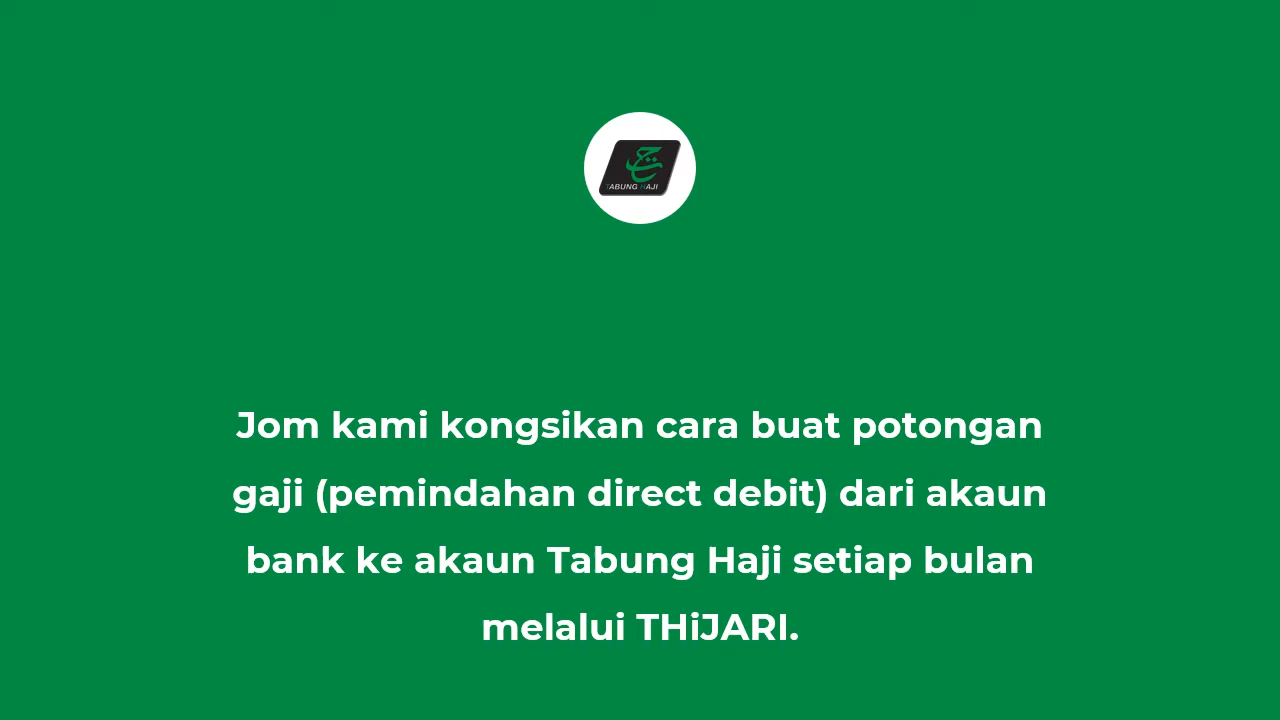 TABUNG HAJI
Jom kami kongsikan cara buat potongan
gaji (pemindahan direct debit) dari akaun
bank ke akaun Tabung Haji setiap bulan
melalui THiJARI.